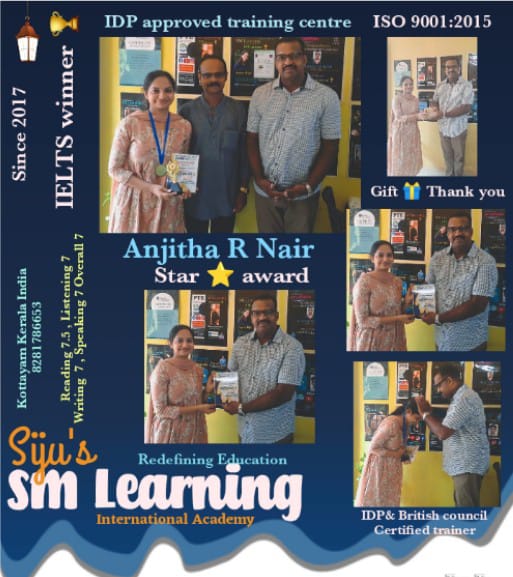 IDP approved training centre
ISO 9001:2015
Since 2017
IELTS winner
Gift Thank you
Anjitha R Nair
Star award
Kottayam Kerala India
8281786653
Reading 7.5 , Listening 7
Writing 7 , Speaking 7 Overall 7
Siju's
SM Learning
Redefining Education
International Academy
IDP& British council
Certified trainer